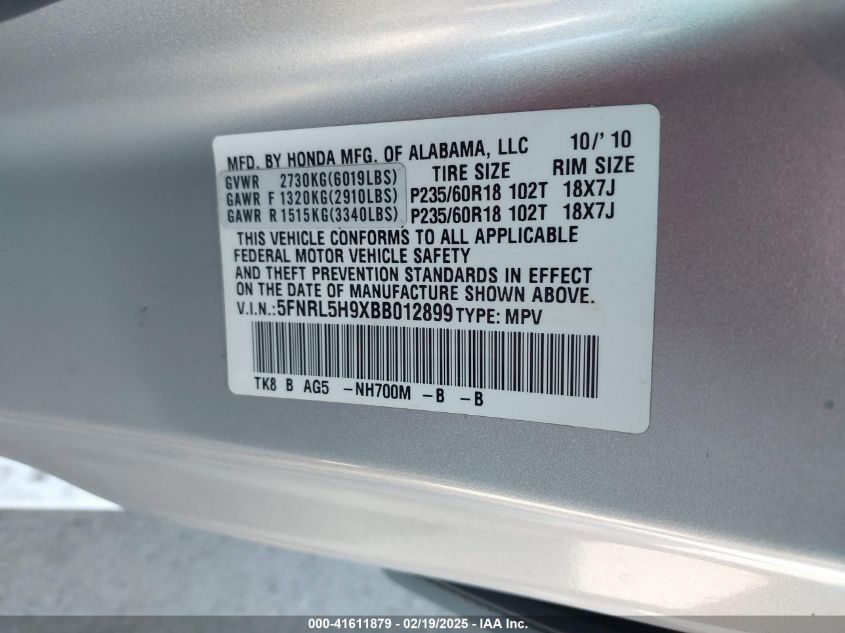 MFD. BY HONDA MFG. OF ALABAMA, LLC 10/'10
GVWR 2730KG(6019LBS) TIRE SIZE RIM SIZE
GAWR F 1320KG(2910LBS) P235/60R18 102T 18X7J
GAWR R 1515KG(3340LBS) P235/60R18 102T 18X7J
THIS VEHICLE CONFORMS TO ALL APPLICABLE
FEDERAL MOTOR VEHICLE SAFETY
AND THEFT PREVENTION STANDARDS IN EFFECT
ON THE DATE OF MANUFACTURE SHOWN ABOVE.
V.I.N.:5FNRL5H9XBB012899 TYPE: MPV
TK8 B AG5 -NH700M -B -B
000-41611879 - 02/19/2025 - IAA Inc.